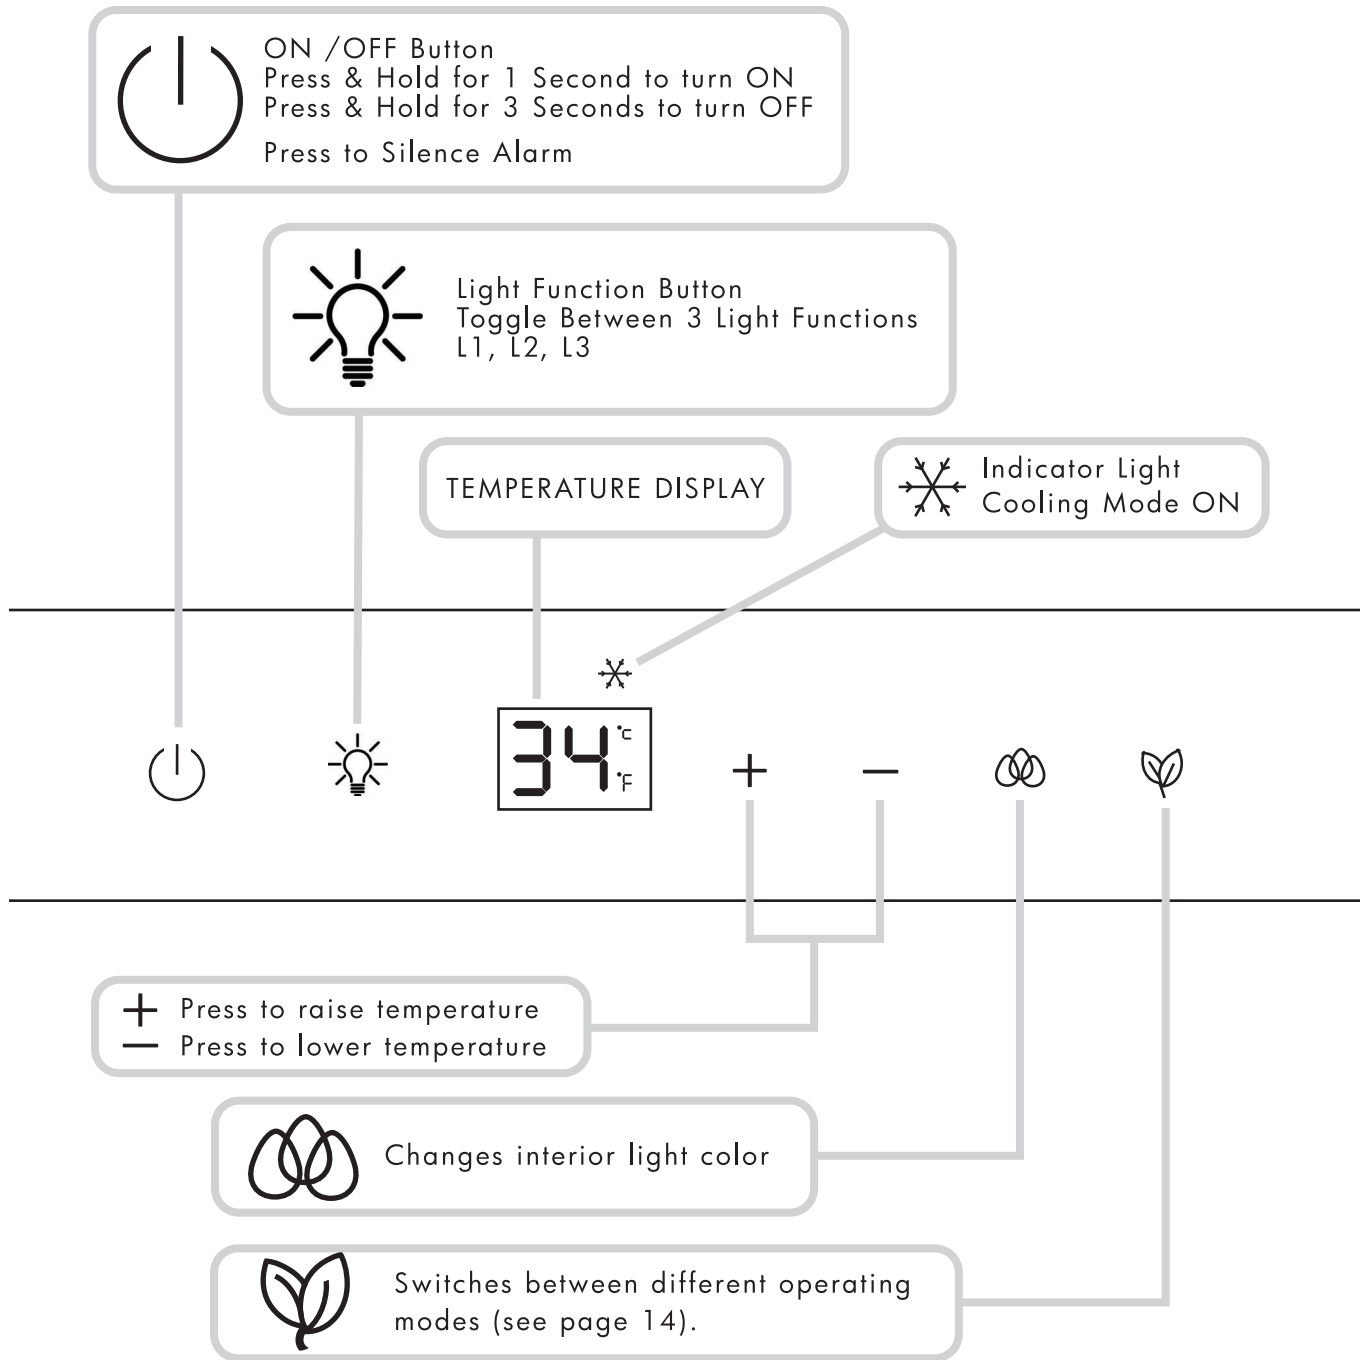 ON /OFF Button
Press & Hold for 1 Second to turn ON
Press & Hold for 3 Seconds to turn OFF
Press to Silence Alarm
Light Function Button
Toggle Between 3 Light Functions
L1, L2, L3
TEMPERATURE DISPLAY
Indicator Light
Cooling Mode ON
34 °C
°F
+ −
+ Press to raise temperature
− Press to lower temperature
Changes interior light color
Switches between different operating
modes (see page 14).